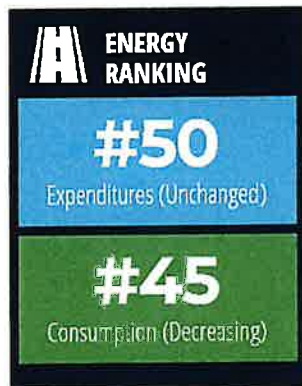 ENERGY
RANKING
#50
Expenditures (Unchanged)
#45
Consumption (Decreasing)